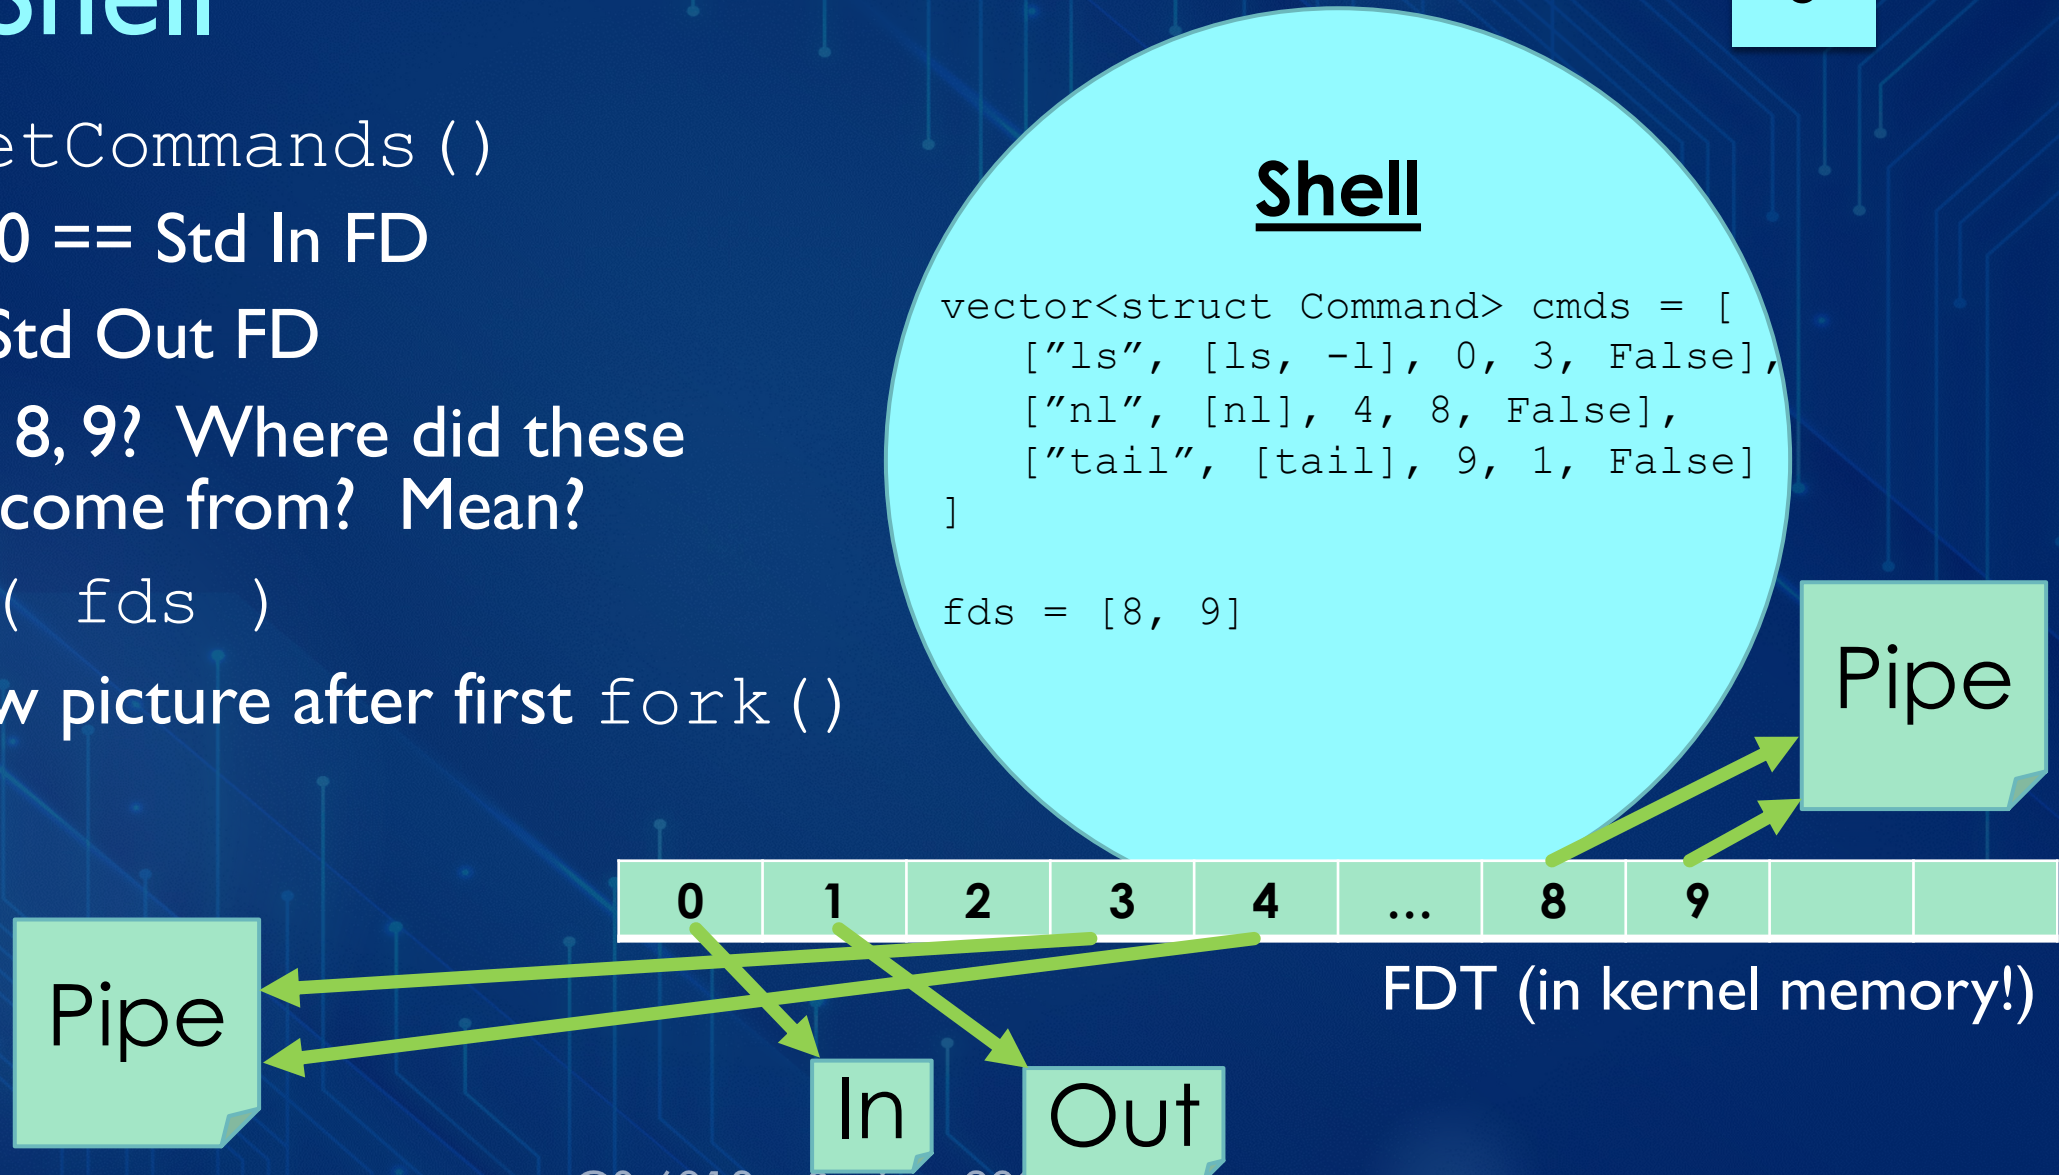 Shell
etCommands()
0 == Std In FD
Std Out FD
8, 9? Where did these
come from? Mean?
( fds )
w picture after first fork()
Shell
vector<struct Command> cmds = [
["ls", [ls, -l], 0, 3, False],
["nl", [nl], 4, 8, False],
["tail", [tail], 9, 1, False]
]
fds = [8, 9]
Pipe
0 1 2 3 4 ... 8 9
FDT (in kernel memory!)
Pipe
In
Out